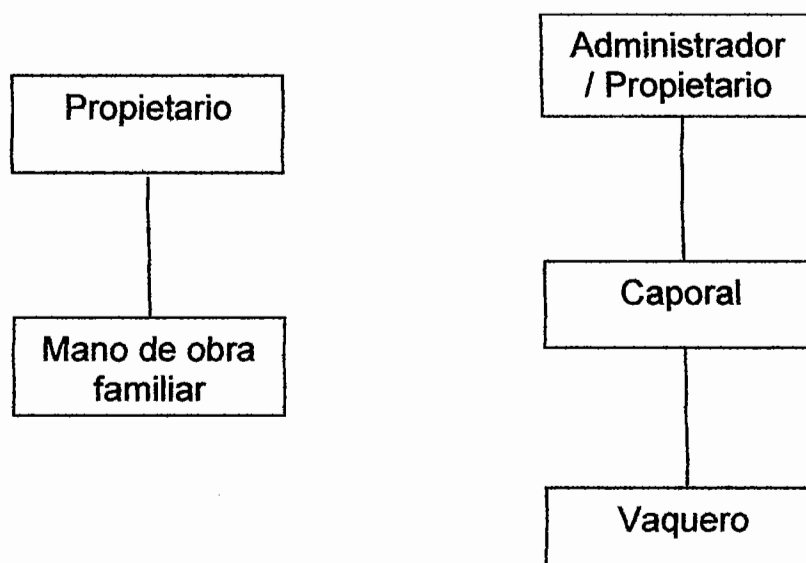 Propietario
Mano de obra
familiar
Administrador
/ Propietario
Caporal
Vaquero